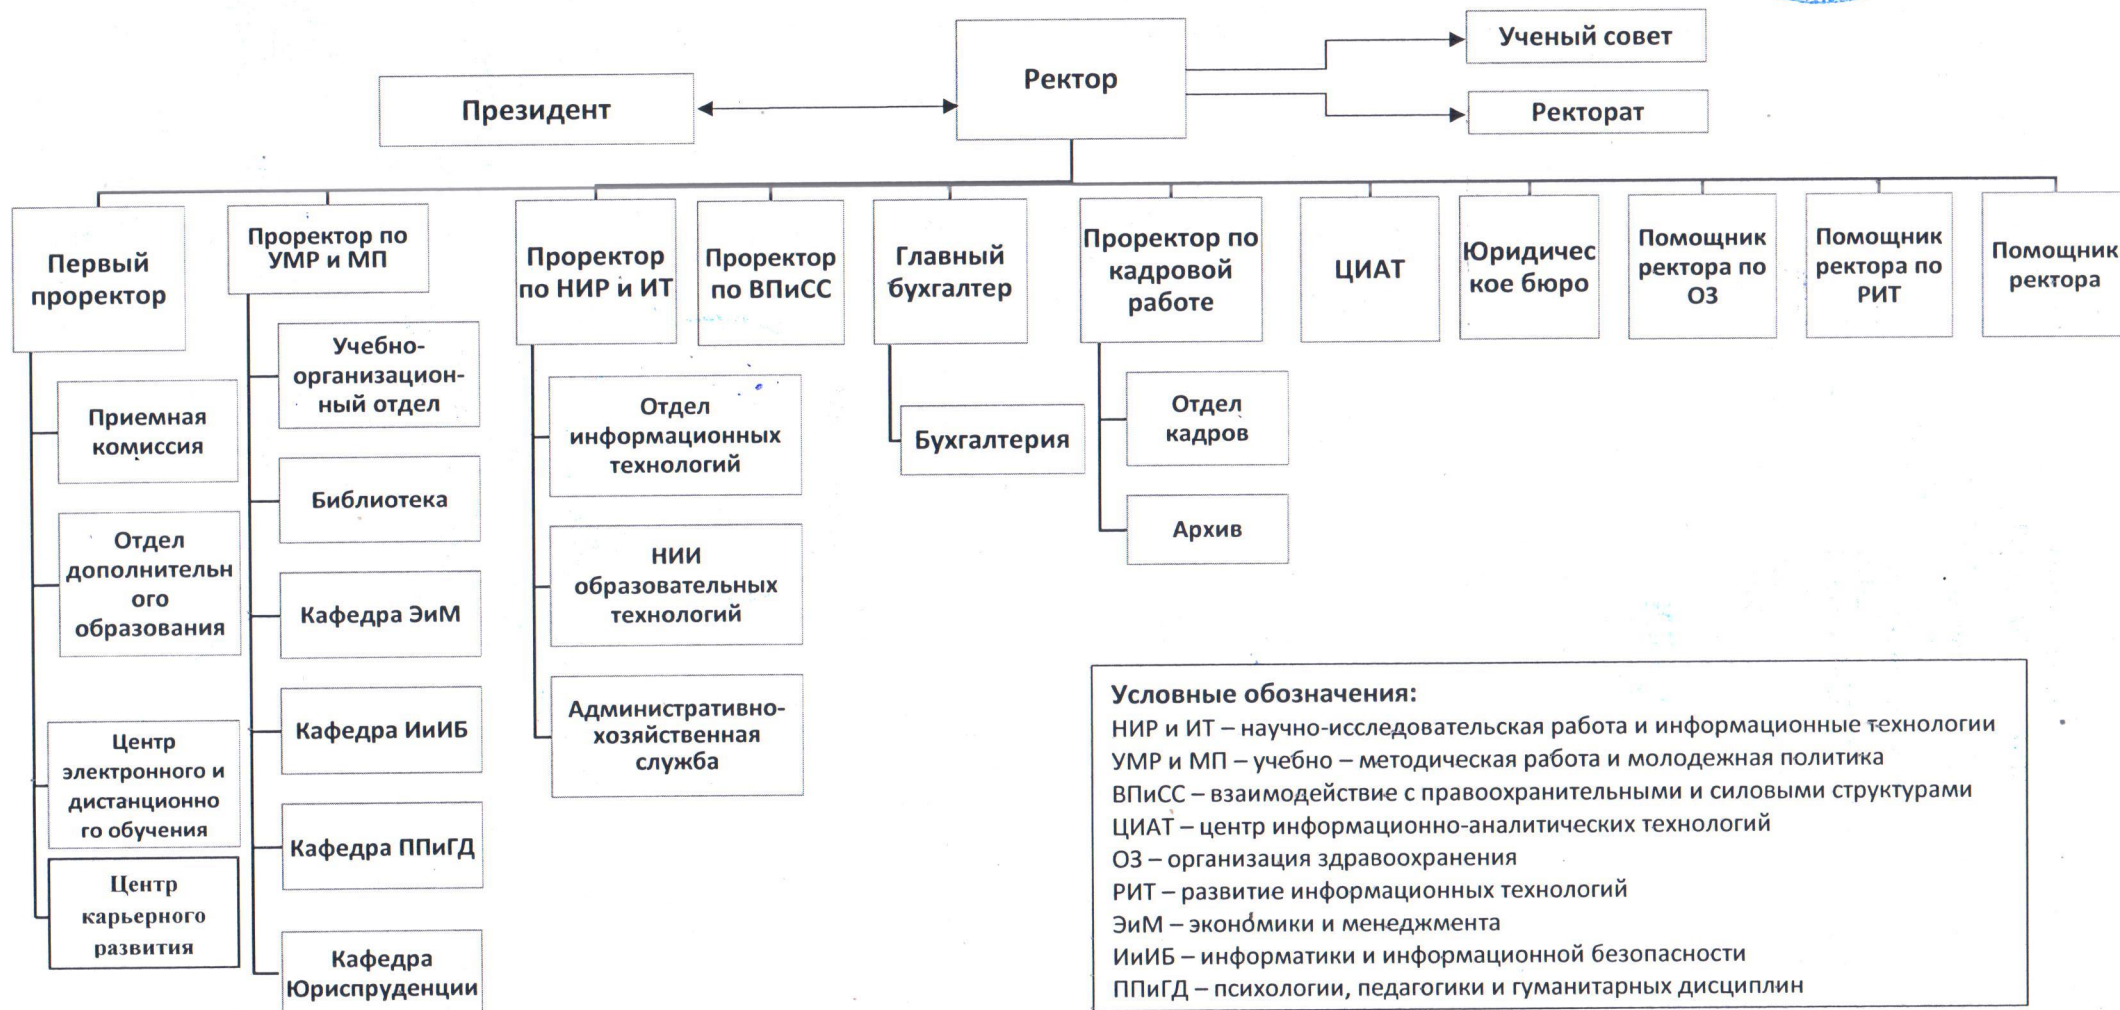 Ректор
Ученый совет
Ректорат
Президент
Первый
проректор
Приемная
комиссия
Отдел
дополнительн
ого
образования
Центр
электронного и
дистанционно
го обучения
Центр
карьерного
развития
Проректор по
УМР и МП
Учебно-
организацион-
ный отдел
Библиотека
Кафедра ЭиМ
Кафедра ИиИБ
Кафедра ППиГД
Кафедра
Юриспруденции
Проректор
по НИР и ИТ
Отдел
информационных
технологий
НИИ
образовательных
технологий
Административно-
хозяйственная
служба
Проректор
по ВПиСС
Главный
бухгалтер
Бухгалтерия
Проректор по
кадровой
работе
Отдел
кадров
Архив
ЦИАТ
Юридичес
кое бюро
Помощник
ректора по
ОЗ
Помощник
ректора по
РИТ
Помощник
ректора
Условные обозначения:
НИР и ИТ – научно-исследовательская работа и информационные технологии
УМР и МП – учебно – методическая работа и молодежная политика
ВПиСС – взаимодействие с правоохранительными и силовыми структурами
ЦИАТ – центр информационно-аналитических технологий
ОЗ – организация здравоохранения
РИТ – развитие информационных технологий
ЭиМ – экономики и менеджмента
ИиИБ – информатики и информационной безопасности
ППиГД – психологии, педагогики и гуманитарных дисциплин